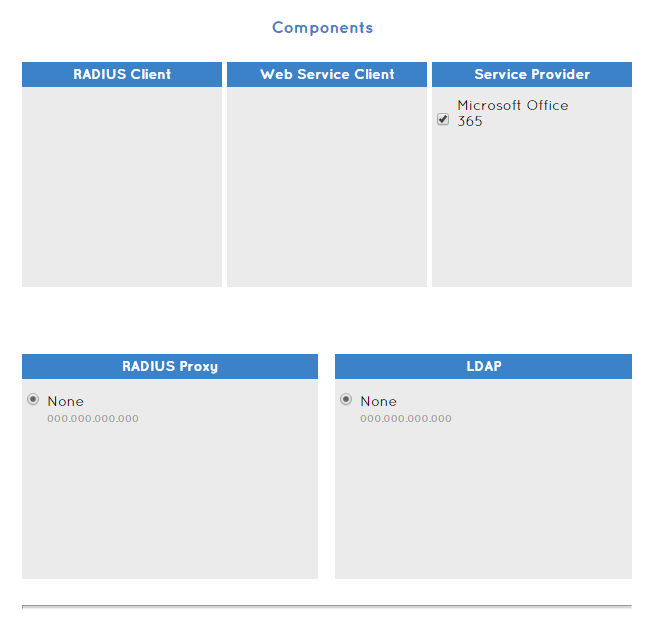 Components
RADIUS Client
Web Service Client
Service Provider
Microsoft Office
365
RADIUS Proxy
LDAP
None
000.000.000.000
None
000.000.000.000